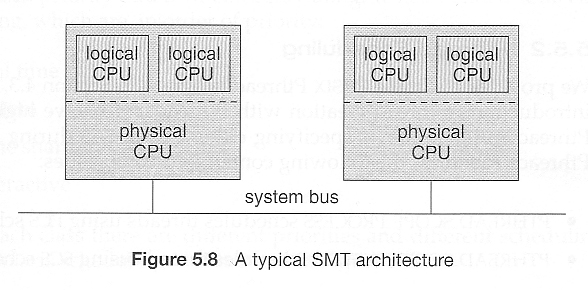 logical CPU
logical CPU
logical CPU
logical CPU
physical CPU
physical CPU
system bus
Figure 5.8 A typical SMT architecture